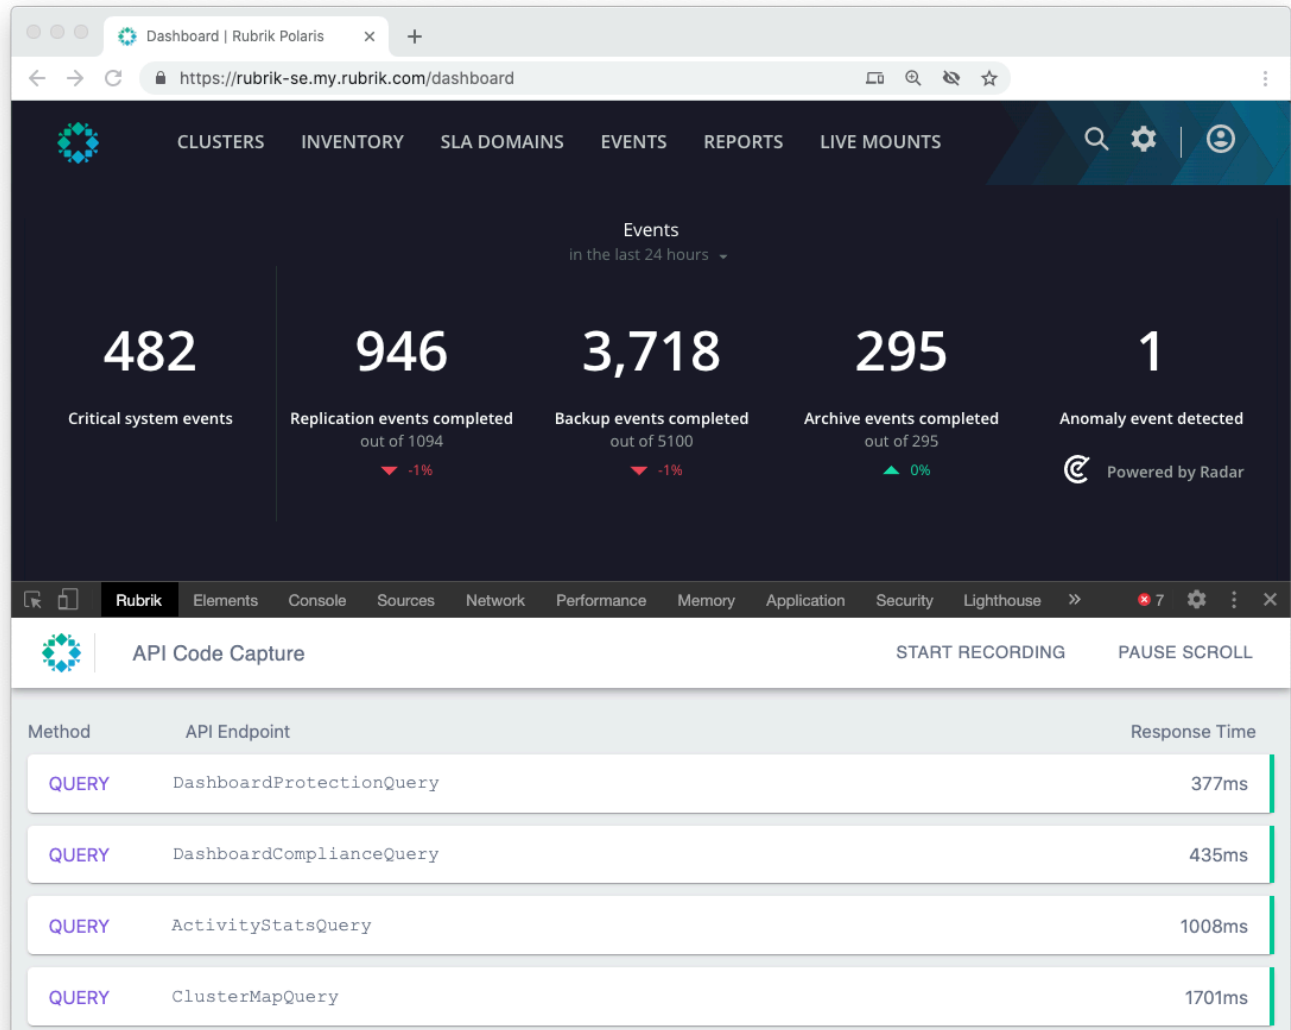 Dashboard | Rubrik Polaris
https://rubrik-se.my.rubrik.com/dashboard
CLUSTERS INVENTORY SLA DOMAINS EVENTS REPORTS LIVE MOUNTS
Events
in the last 24 hours
482 946 3,718 295 1
Critical system events Replication events completed Backup events completed Archive events completed Anomaly event detected
out of 1094 out of 5100 out of 295
-1% -1% 0% Powered by Radar
Rubrik Elements Console Sources Network Performance Memory Application Security Lighthouse » 7
API Code Capture START RECORDING PAUSE SCROLL
Method API Endpoint Response Time
QUERY DashboardProtectionQuery 377ms
QUERY DashboardComplianceQuery 435ms
QUERY ActivityStatsQuery 1008ms
QUERY ClusterMapQuery 1701ms